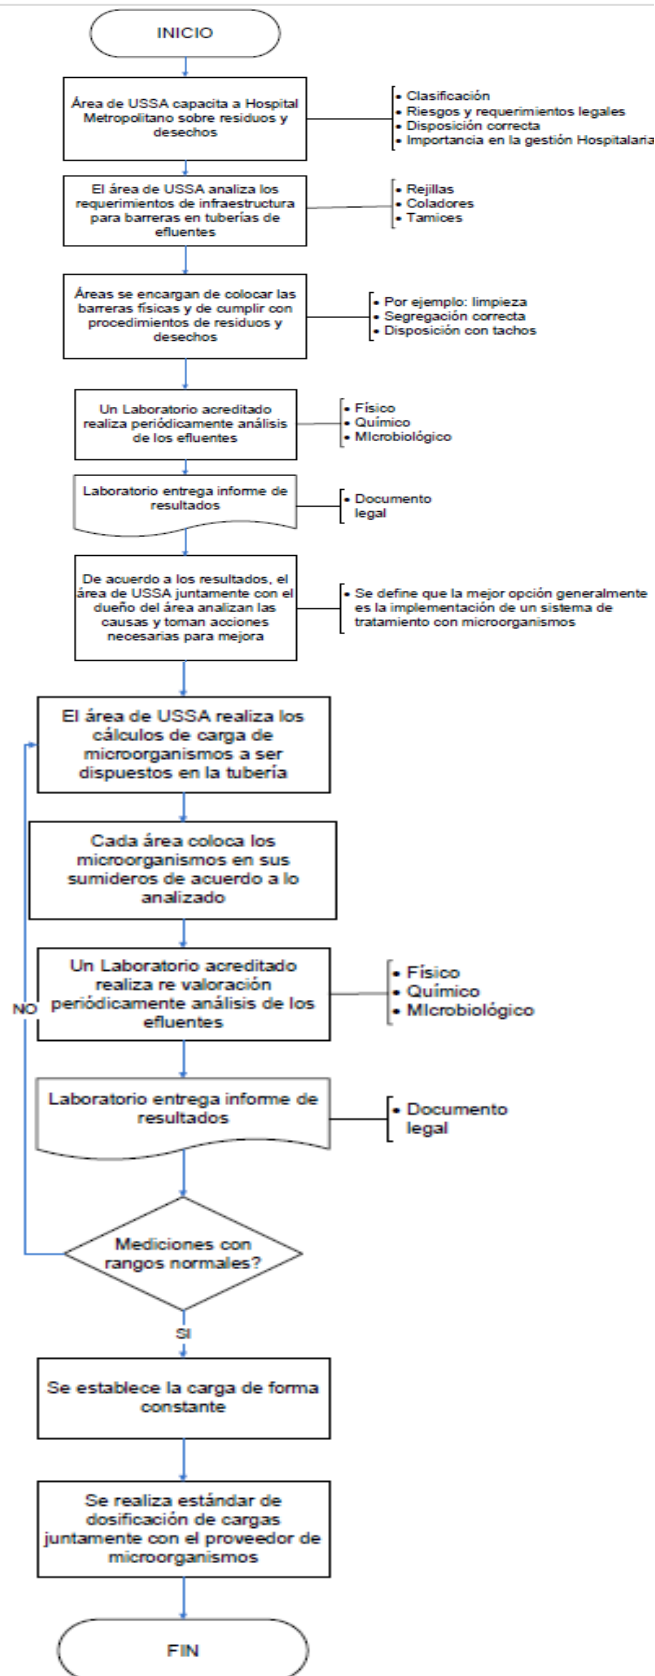 INICIO
Área de USSA capacita a Hospital
Metropolitano sobre residuos y
desechos
• Clasificación
• Riesgos y requerimientos legales
• Disposición correcta
• Importancia en la gestión Hospitalaria
El área de USSA analiza los
requerimientos de infraestructura
para barreras en tuberías de
efluentes
• Rejillas
• Coladores
• Tamices
Áreas se encargan de colocar las
barreras físicas y de cumplir con
procedimientos de residuos y
desechos
• Por ejemplo: limpieza
• Segregación correcta
• Disposición con tachos
Un Laboratorio acreditado
realiza periódicamente análisis
de los efluentes
• Físico
• Químico
• MIcrobiológico
Laboratorio entrega informe de
resultados
• Documento
legal
De acuerdo a los resultados, el
área de USSA juntamente con el
dueño del área analizan las
causas y toman acciones
necesarias para mejora
• Se define que la mejor opción generalmente
es la implementación de un sistema de
tratamiento con microorganismos
El área de USSA realiza los
cálculos de carga de
microorganismos a ser
dispuestos en la tubería
Cada área coloca los
microorganismos en sus
sumideros de acuerdo a lo
analizado
Un Laboratorio acreditado
realiza re valoración
periódicamente análisis de los
efluentes
• Físico
• Químico
• MIcrobiológico
NO
Laboratorio entrega informe de
resultados
• Documento
legal
Mediciones con
rangos normales?
SI
Se establece la carga de forma
constante
Se realiza estándar de
dosificación de cargas
juntamente con el proveedor de
microorganismos
FIN